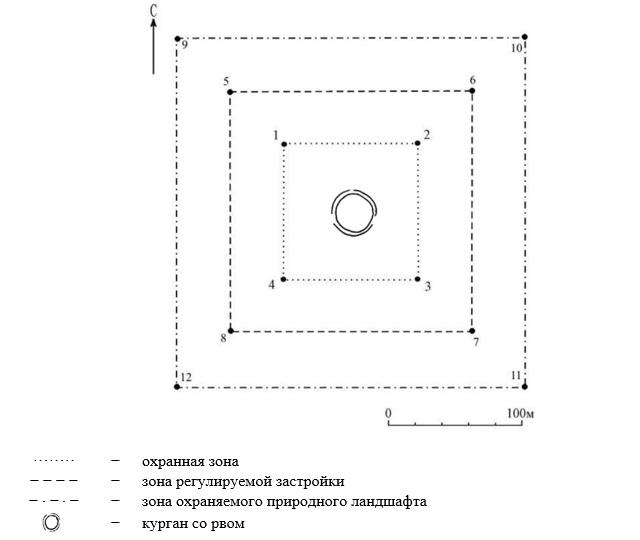 С
9 10
5 6
1 2
4 3
8 7
12 11
0 100м
– охранная зона
– зона регулируемой застройки
– зона охраняемого природного ландшафта
– курган со рвом